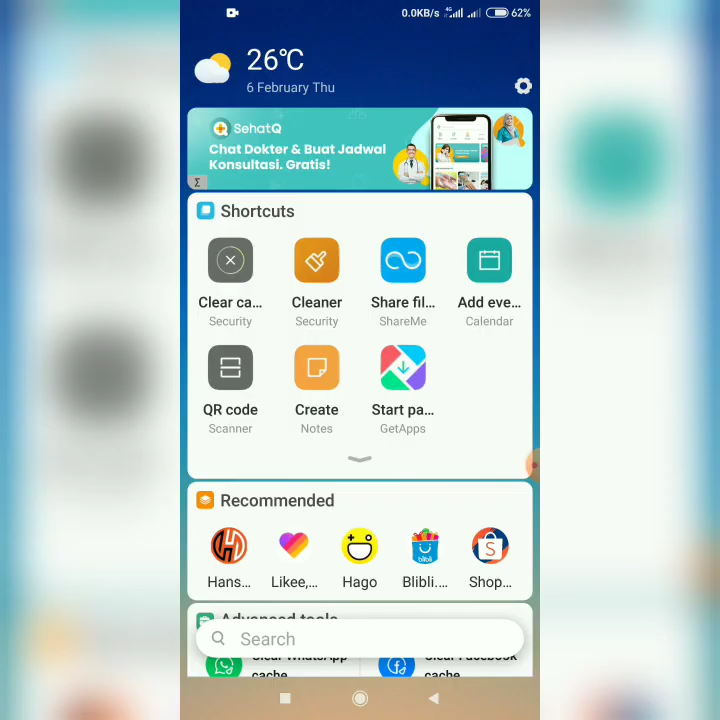 0.0KB/s 4G 62%
26℃
6 February Thu
SehatQ
Chat Dokter & Buat Jadwal
Konsultasi. Gratis!
Σ
Shortcuts
Clear ca... Cleaner Share fil... Add eve...
Security Security ShareMe Calendar
QR code Create Start pa...
Scanner Notes GetApps
Recommended
Hans... Likee,... Hago Blibli.... Shop...
Advanced tools
Search
Clear WhatsApp Clear Facebook
cache cache